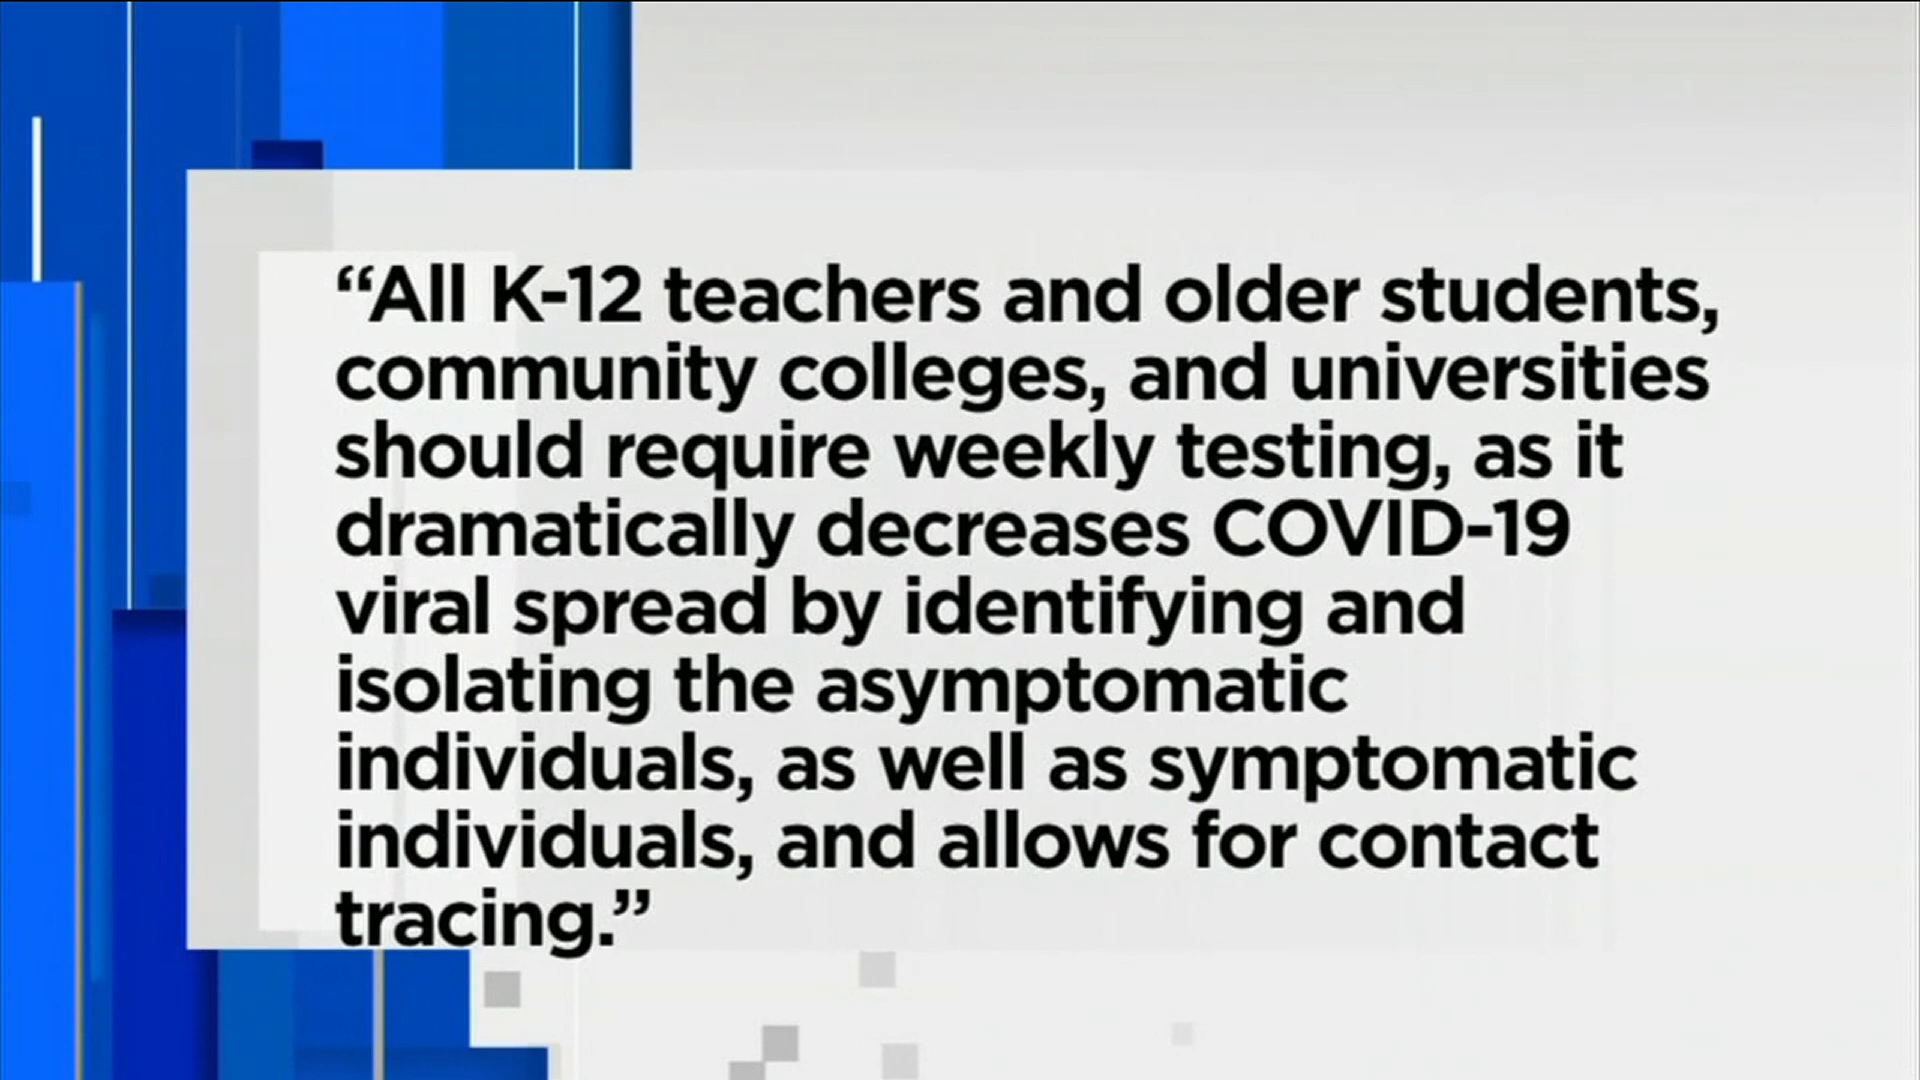 “All K-12 teachers and older students,
community colleges, and universities
should require weekly testing, as it
dramatically decreases COVID-19
viral spread by identifying and
isolating the asymptomatic
individuals, as well as symptomatic
individuals, and allows for contact
tracing.”